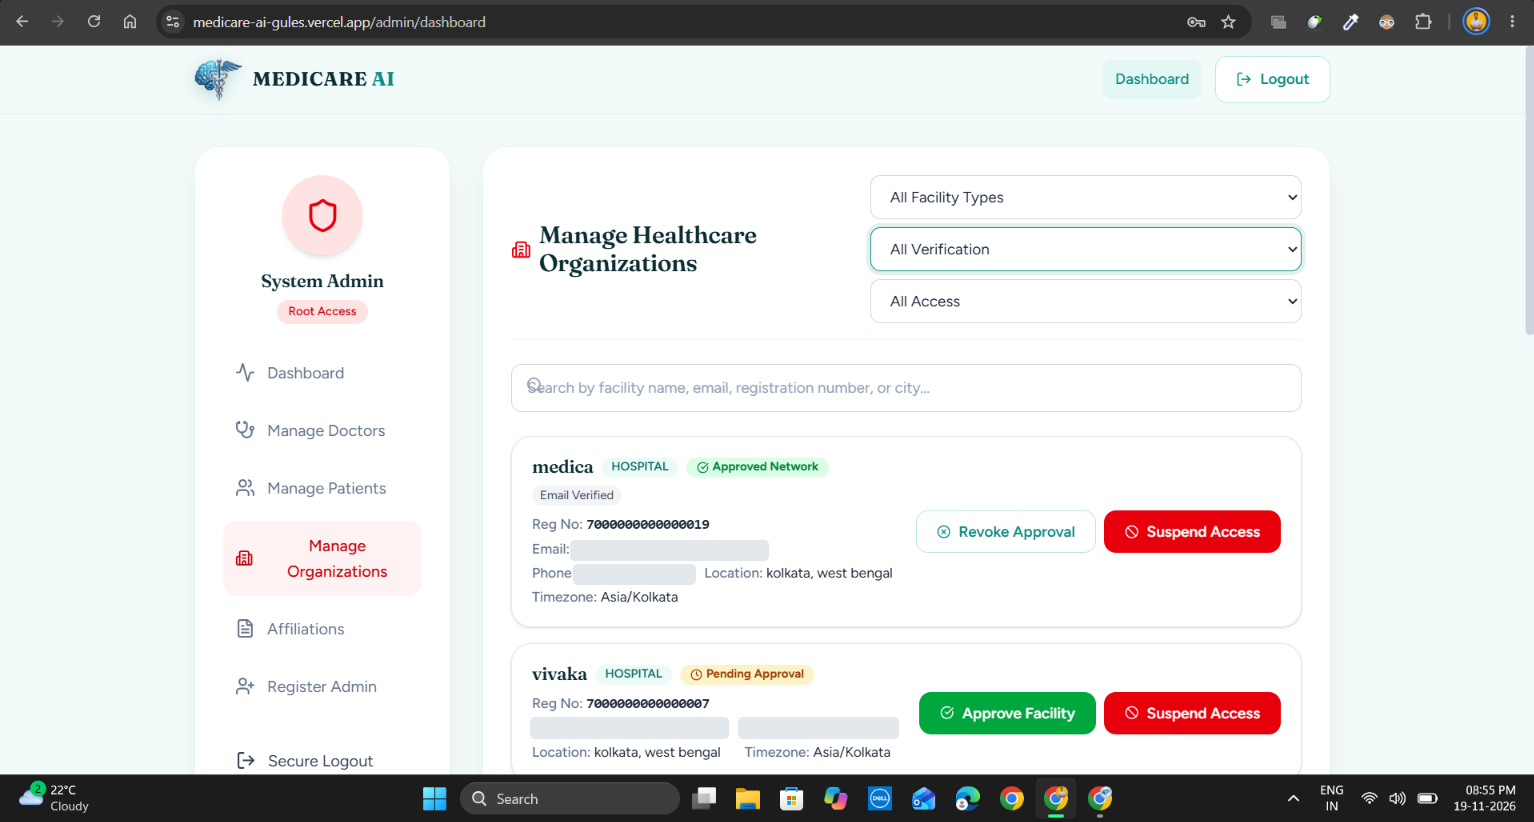 medicare-ai-gules.vercel.app/admin/dashboard
MEDICARE AI
Dashboard
Logout
System Admin
Root Access
Dashboard
Manage Doctors
Manage Patients
Manage
Organizations
Affiliations
Register Admin
Secure Logout
Manage Healthcare
Organizations
All Facility Types
All Verification
All Access
Search by facility name, email, registration number, or city...
medica HOSPITAL Approved Network
Email Verified
Reg No: 7000000000000019
Email:
Phone Location: kolkata, west bengal
Timezone: Asia/Kolkata
Revoke Approval
Suspend Access
vivaka HOSPITAL Pending Approval
Reg No: 7000000000000007
Location: kolkata, west bengal Timezone: Asia/Kolkata
Approve Facility
Suspend Access
2
22°C
Cloudy
Search
DELL
ENG
IN
08:55 PM
19-11-2026